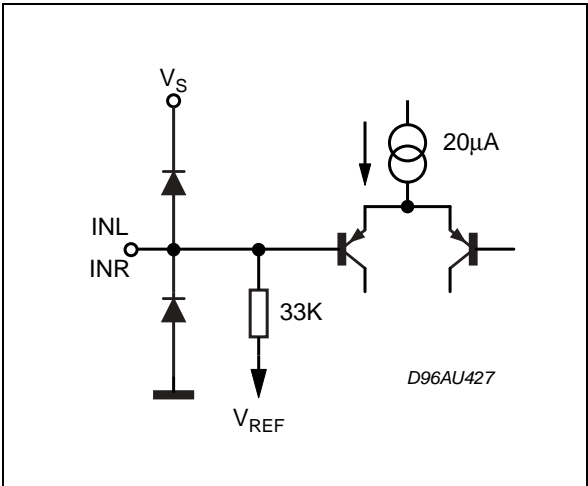 VS
20μA
INL
INR
33K
D96AU427
VREF